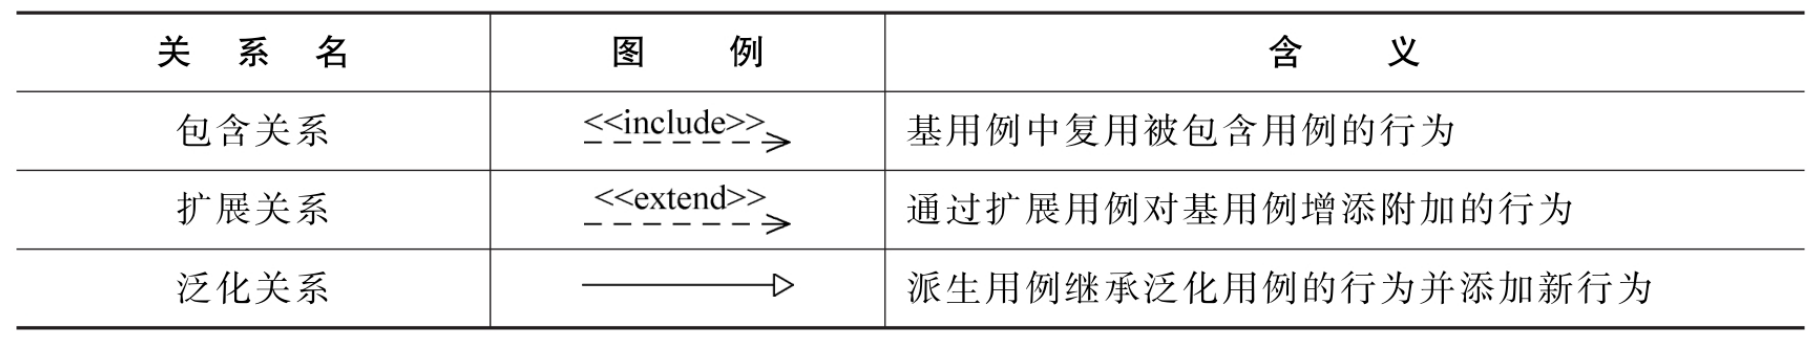 关系名 图例 含义
包含关系 <<include>> 基用例中复用被包含用例的行为
扩展关系 <<extend>> 通过扩展用例对基用例增添附加的行为
泛化关系 派生用例继承泛化用例的行为并添加新行为